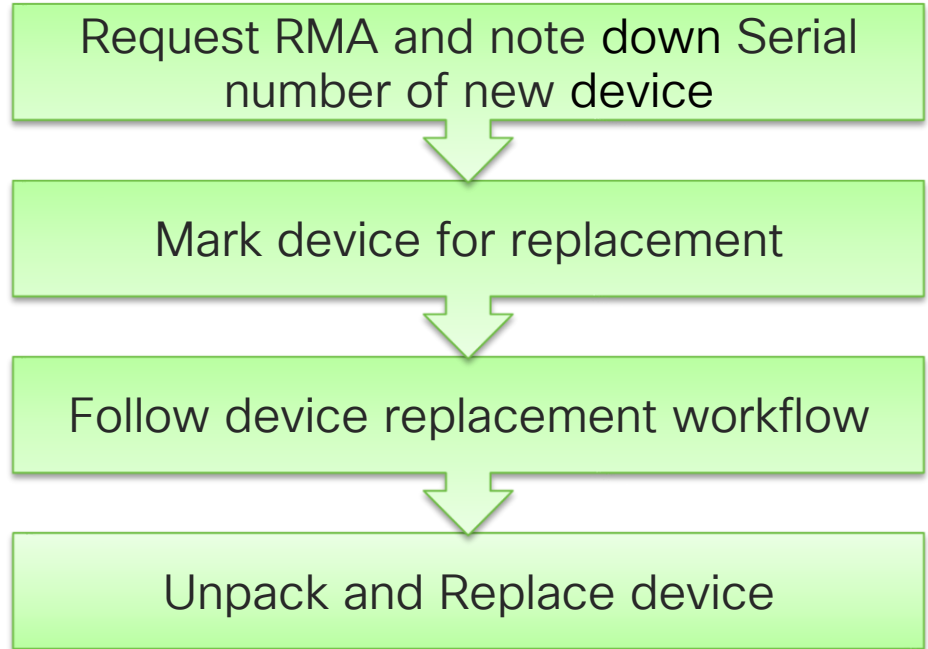 Request RMA and note down Serial
number of new device
Mark device for replacement
Follow device replacement workflow
Unpack and Replace device